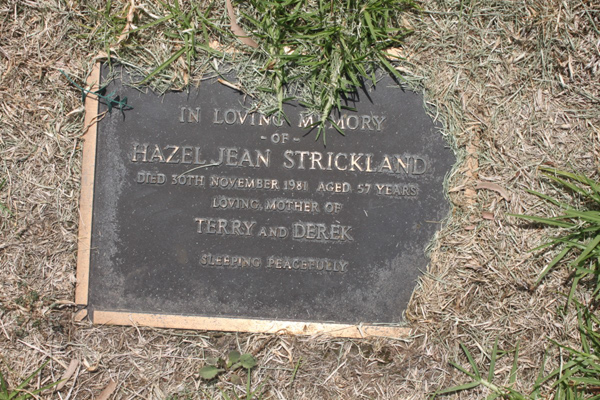 IN LOVING MEMORY
- OF -
HAZEL JEAN STRICKLAND
DIED 30TH NOVEMBER 1981 AGED 57 YEARS
LOVING MOTHER OF
TERRY AND DEREK
SLEEPING PEACEFULLY